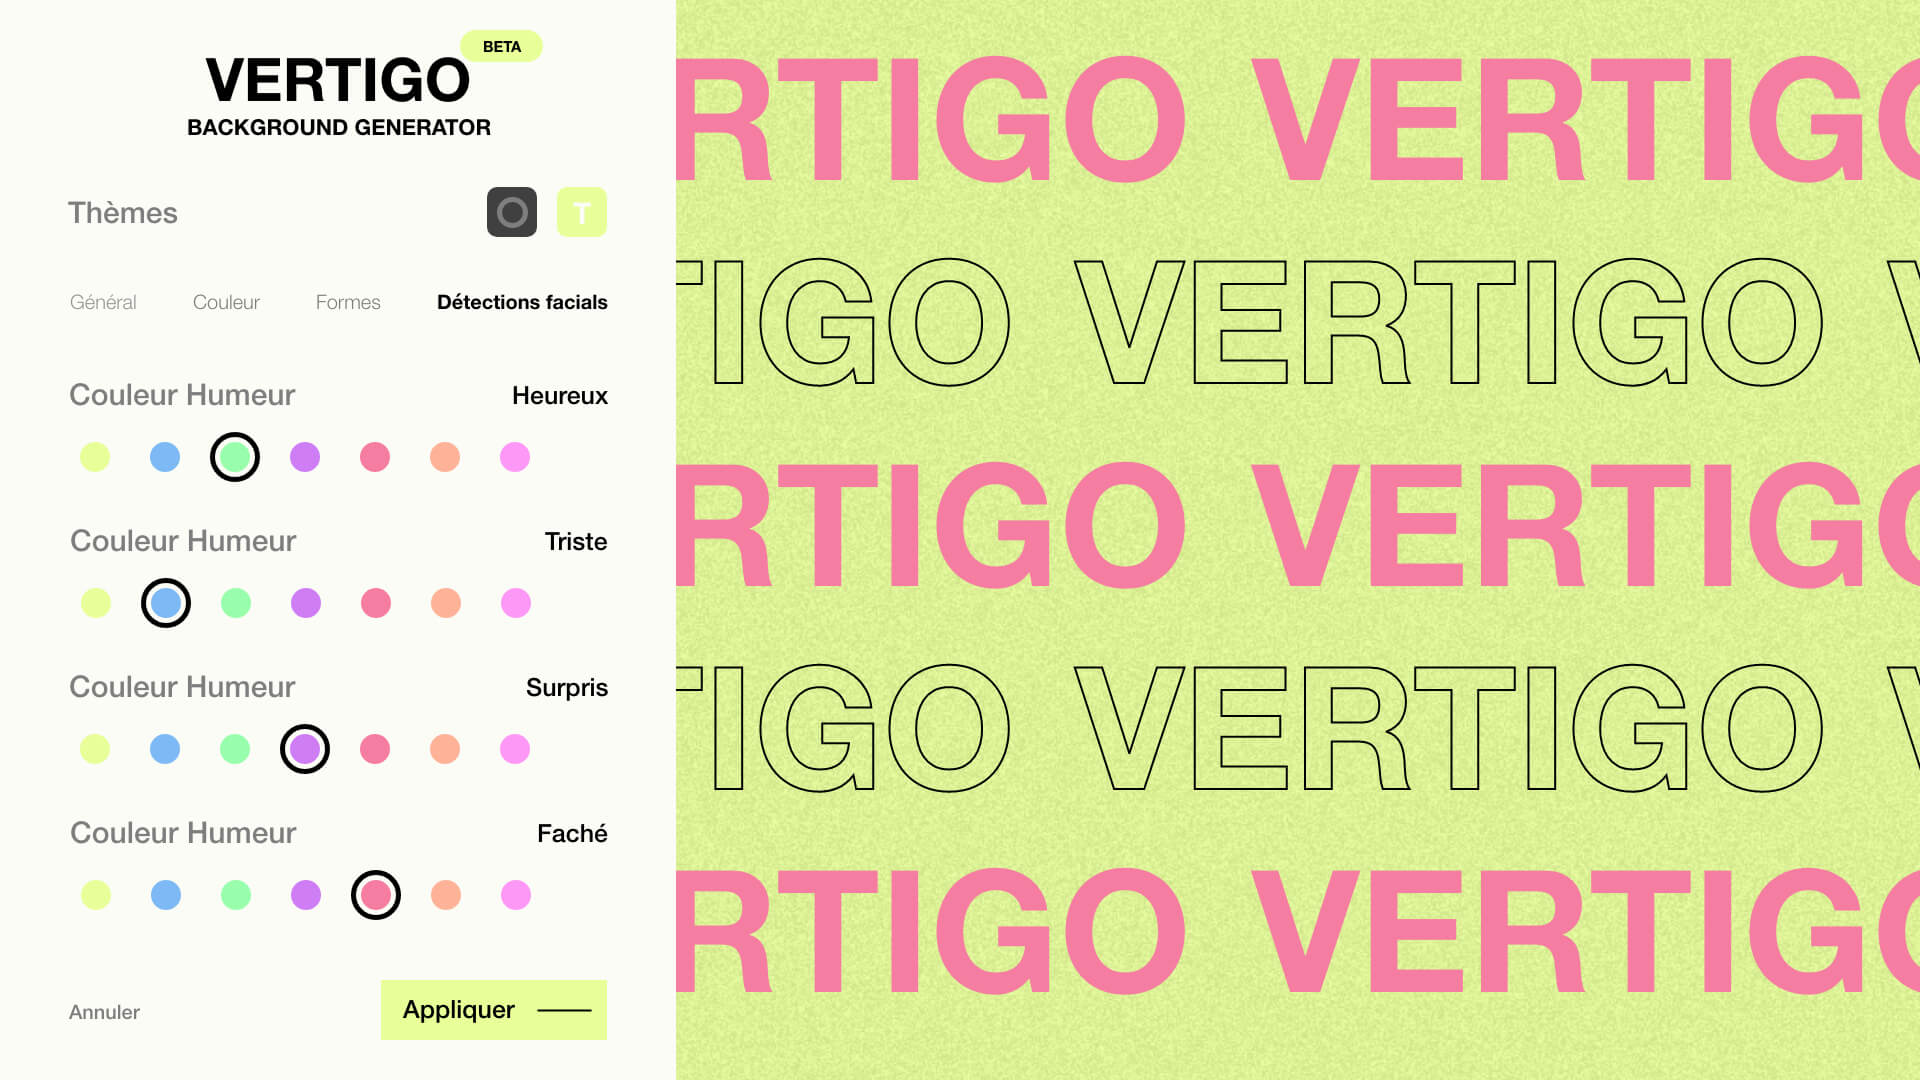 BETA
VERTIGO
BACKGROUND GENERATOR
Thèmes
T
Général Couleur Formes Détections facials
Couleur Humeur Heureux
Couleur Humeur Triste
Couleur Humeur Surpris
Couleur Humeur Faché
Annuler Appliquer
RTIGO VERTIGO
TIGO VERTIGO V
RTIGO VERTIGO
TIGO VERTIGO V
RTIGO VERTIGO